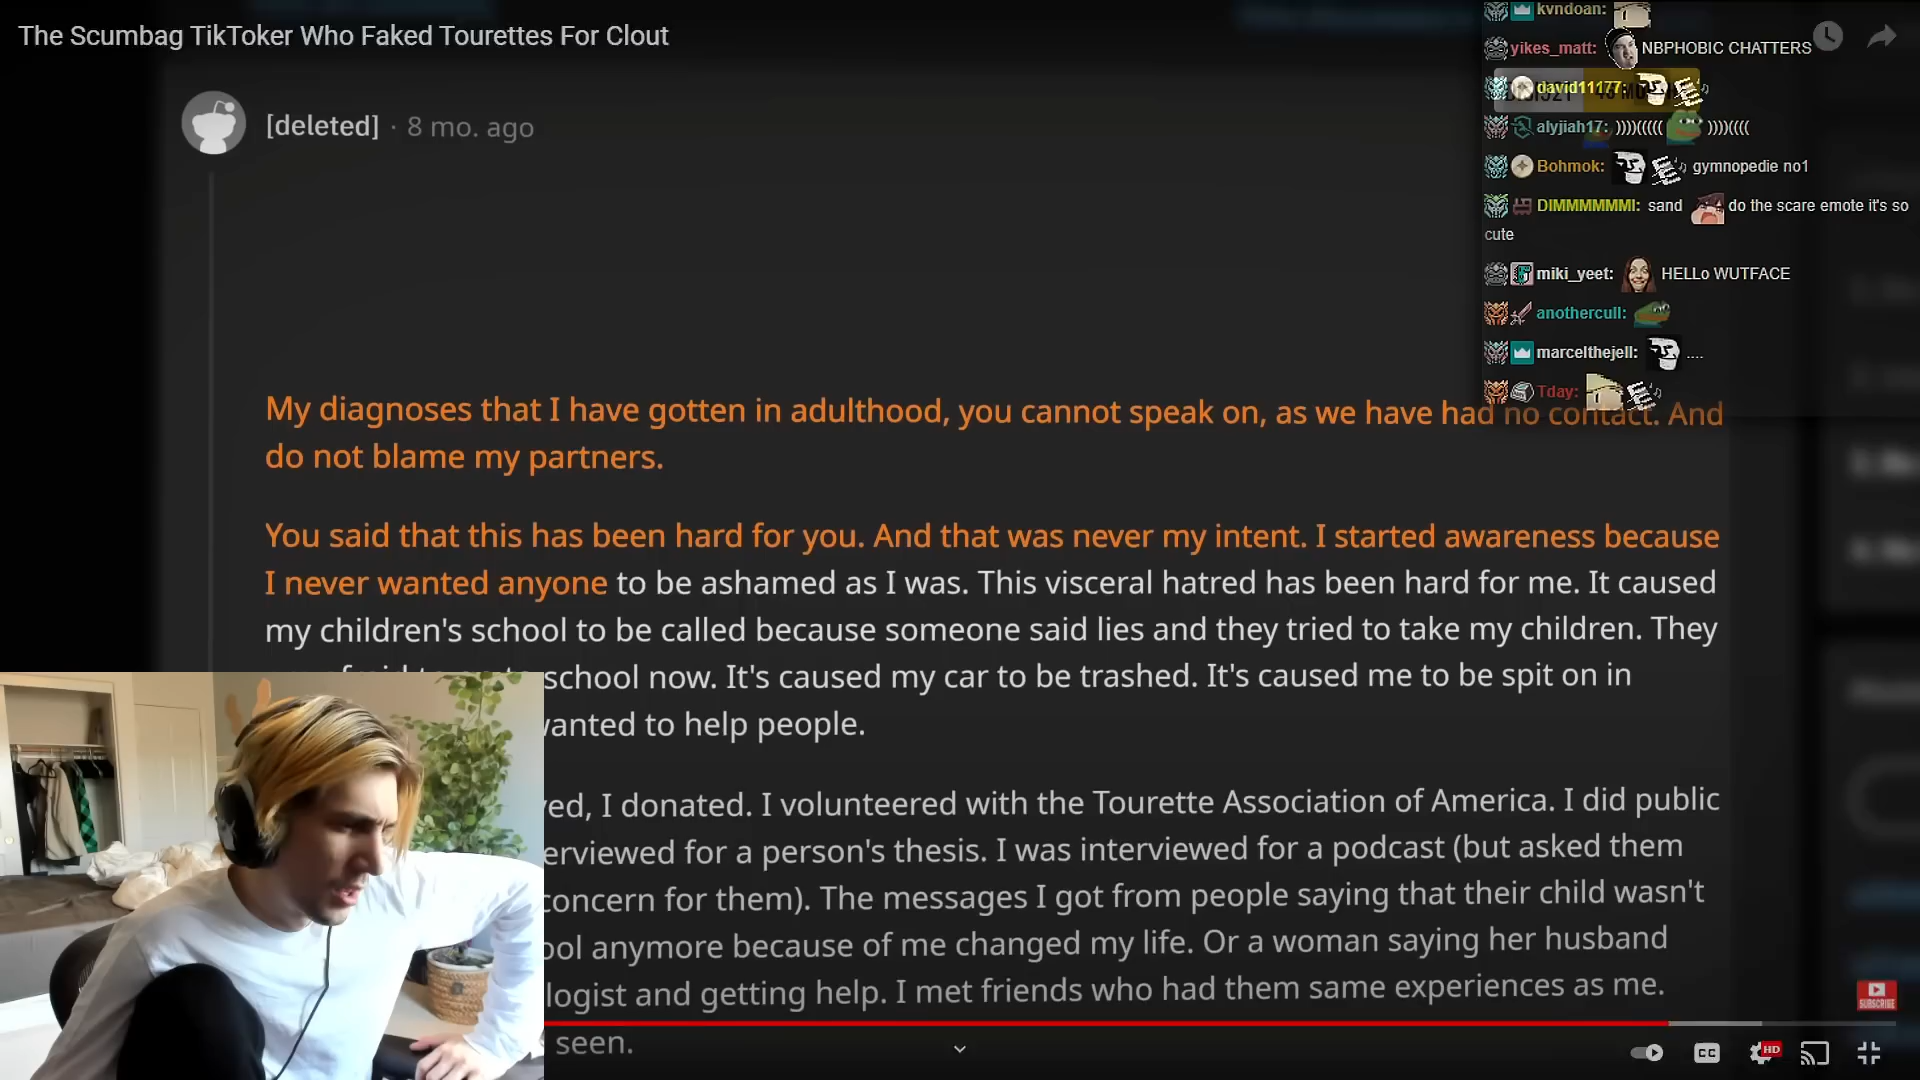 The Scumbag TikToker Who Faked Tourettes For Clout
[deleted] · 8 mo. ago
My diagnoses that I have gotten in adulthood, you cannot speak on, as we have had no contact. And
do not blame my partners.
You said that this has been hard for you. And that was never my intent. I started awareness because
I never wanted anyone to be ashamed as I was. This visceral hatred has been hard for me. It caused
my children's school to be called because someone said lies and they tried to take my children. They
school now. It's caused my car to be trashed. It's caused me to be spit on in
wanted to help people.
ved, I donated. I volunteered with the Tourette Association of America. I did public
erviewed for a person's thesis. I was interviewed for a podcast (but asked them
concern for them). The messages I got from people saying that their child wasn't
ool anymore because of me changed my life. Or a woman saying her husband
logist and getting help. I met friends who had them same experiences as me.
seen.
kvndoan:
yikes_matt: NBPHOBIC CHATTERS
david11177:
alyjiah17: ))))((((( ))))((((
Bohmok: gymnopedie no1
DIMMMMMMI: sand do the scare emote it's so
cute
miki_yeet: HELLo WUTFACE
anothercull:
marcelthejell: ....
Tday:
SUBSCRIBE
CC
HD